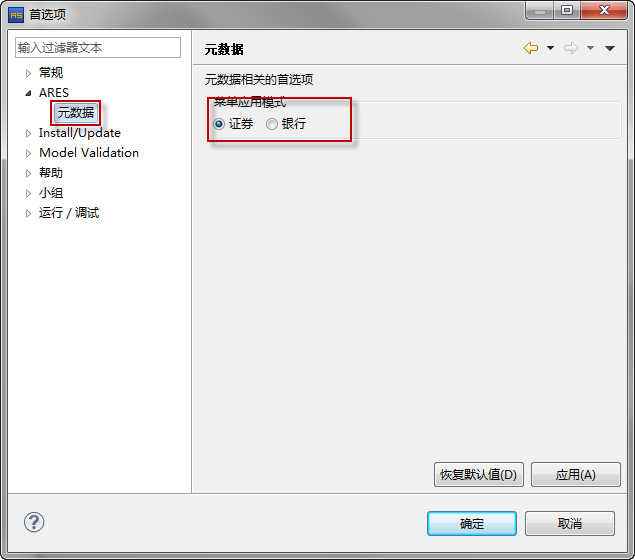 首选项
输入过滤器文本
常规
ARES
元数据
Install/Update
Model Validation
帮助
小组
运行 / 调试
元数据
元数据相关的首选项
菜单应用模式
证券 银行
恢复默认值(D) 应用(A)
确定 取消